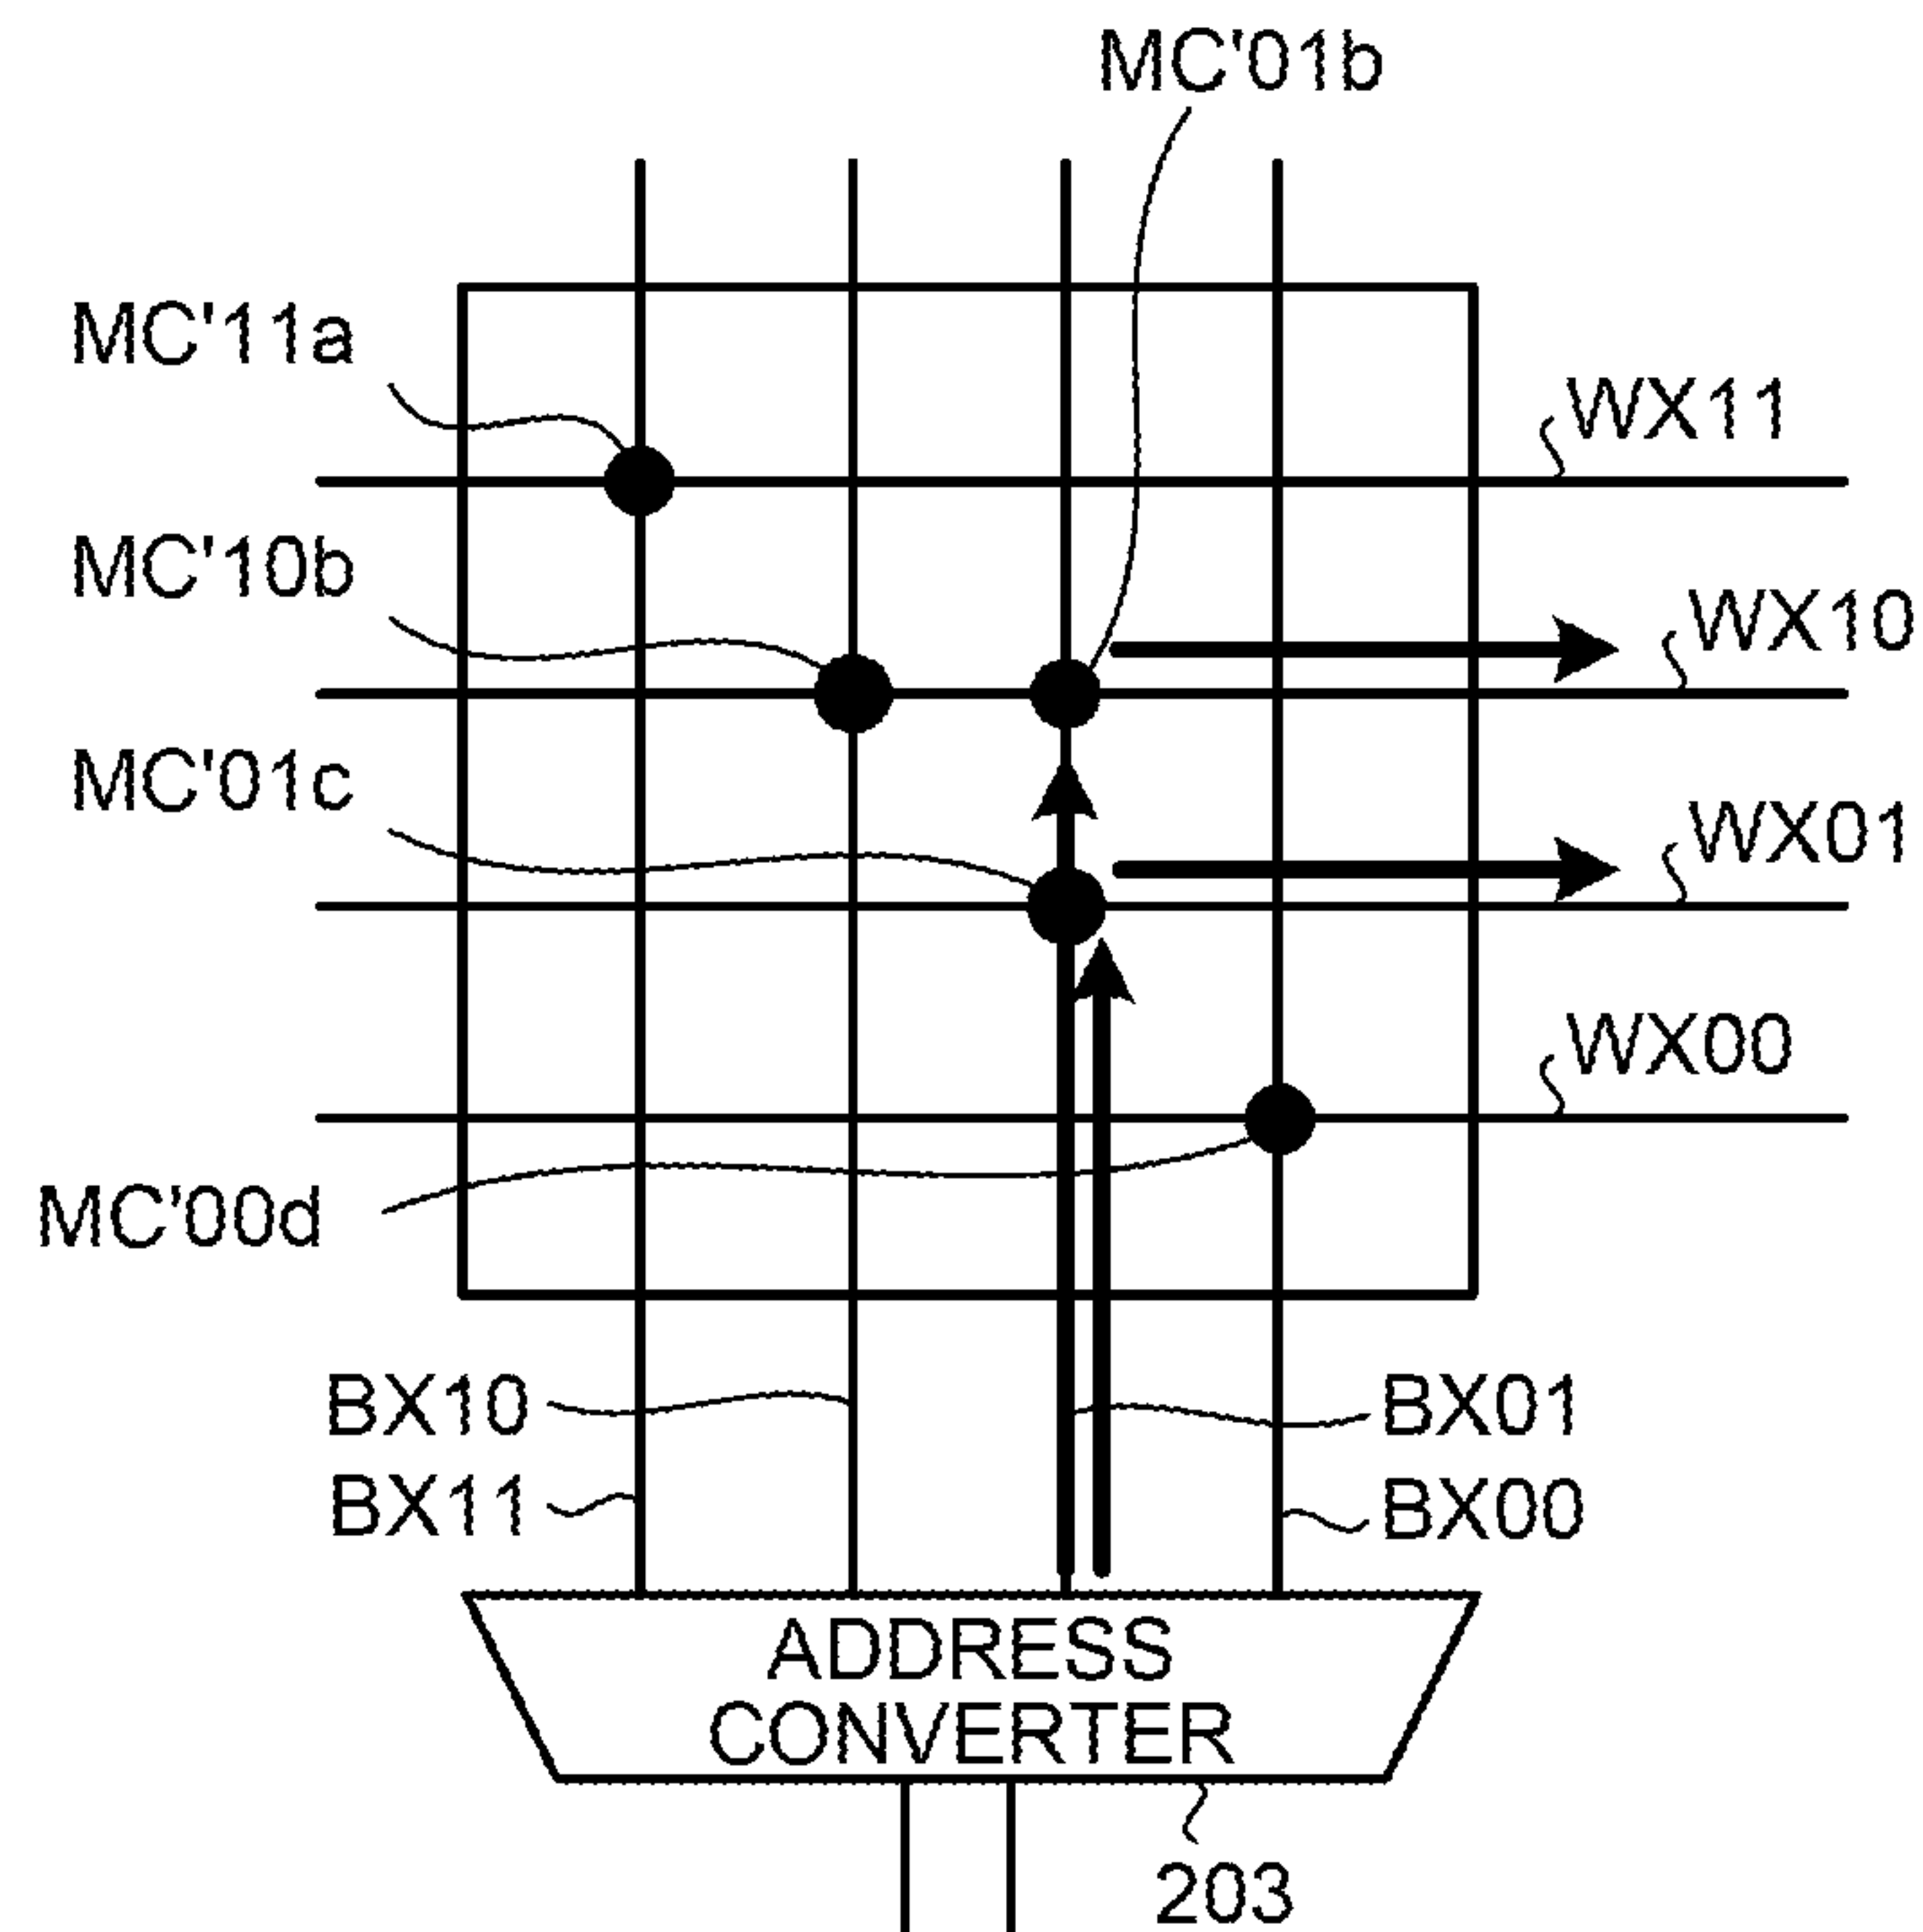 MC'01b
MC'11a
WX11
MC'10b
WX10
MC'01c
WX01
WX00
MC'00d
BX10
BX01
BX11
BX00
ADDRESS
CONVERTER
203